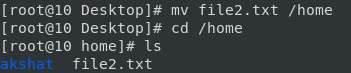 [root@10 Desktop]# mv file2.txt /home
[root@10 Desktop]# cd /home
[root@10 home]# ls
akshat  file2.txt